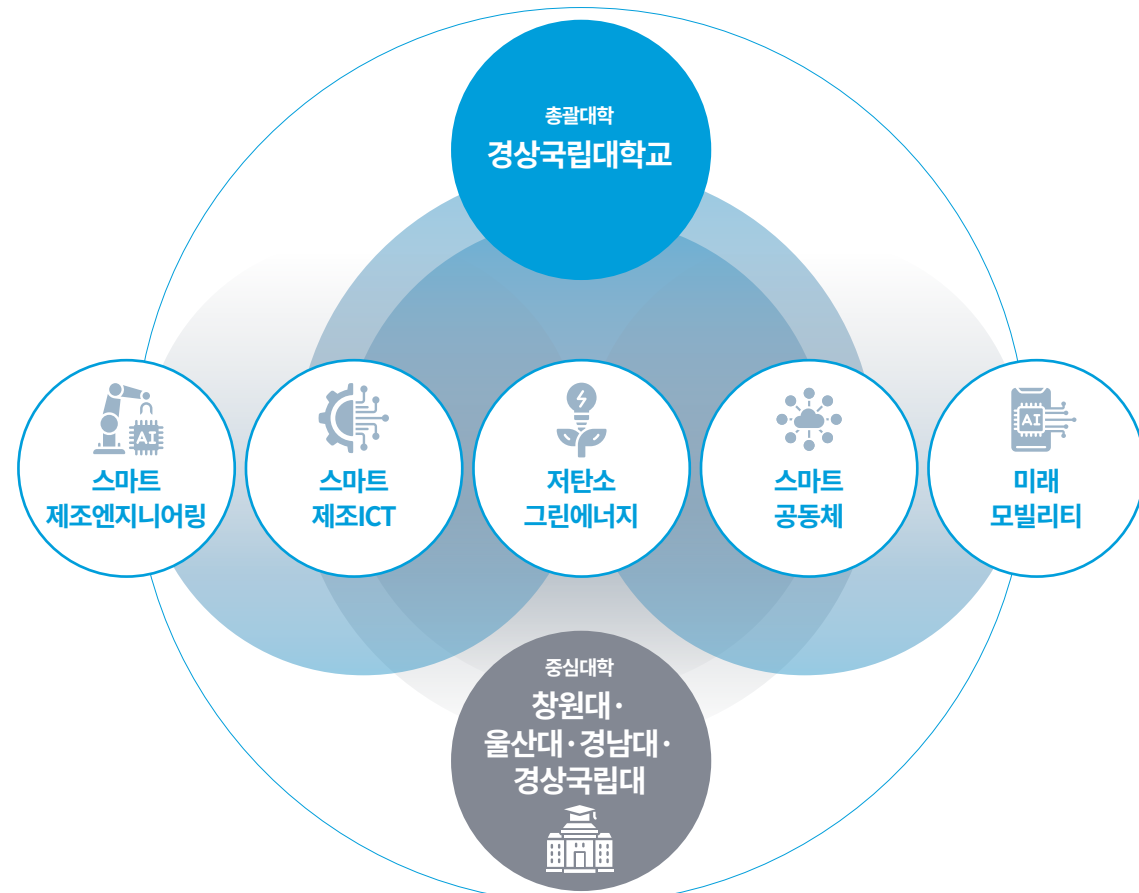 총괄대학
경상국립대학교
AI
스마트
제조엔지니어링
스마트
제조ICT
저탄소
그린에너지
스마트
공동체
AI
미래
모빌리티
중심대학
창원대·
울산대·경남대·
경상국립대